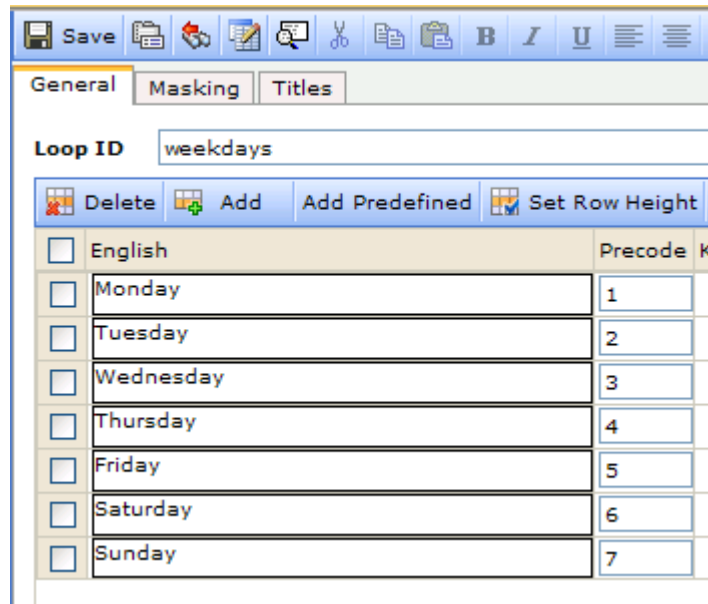 Save B I U
General Masking Titles
Loop ID weekdays
Delete Add Add Predefined Set Row Height
English Precode K
Monday 1
Tuesday 2
Wednesday 3
Thursday 4
Friday 5
Saturday 6
Sunday 7